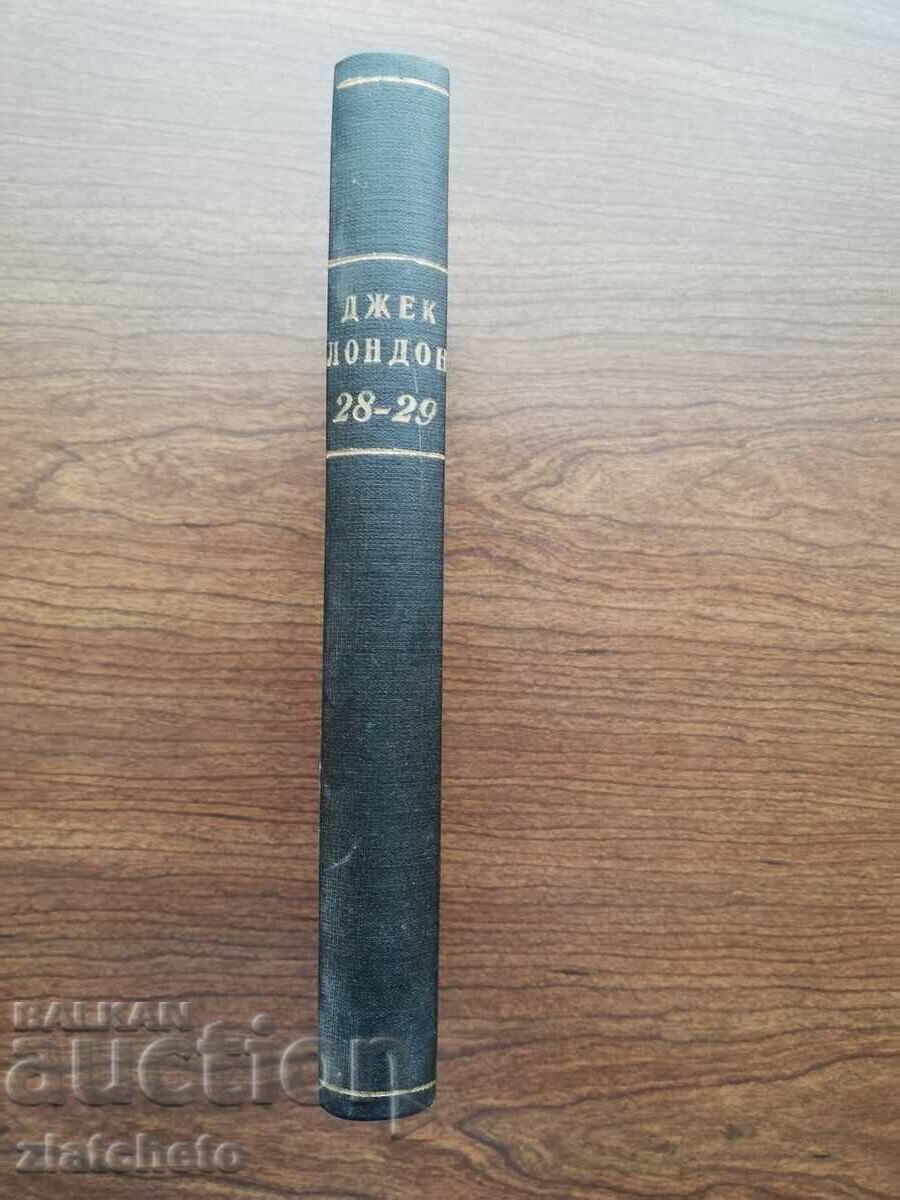 ДЖЕК
ЛОНДОН
28-29
BALKAN
auction
zlatcheto